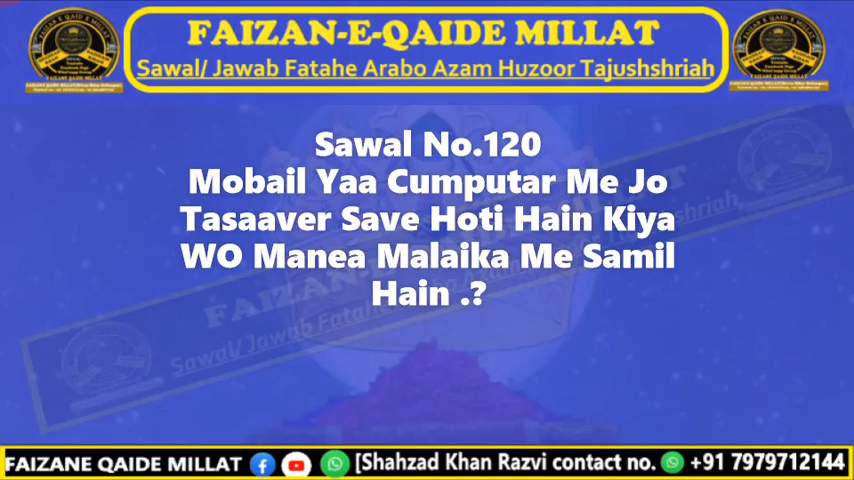 FAIZAN-E-QAIDE MILLAT
Sawal/ Jawab Fatahe Arabo Azam Huzoor Tajushshriah
Sawal No.120
Mobail Yaa Cumputar Me Jo
Tasaaver Save Hoti Hain Kiya
WO Manea Malaika Me Samil
Hain .?
FAIZANE QAIDE MILLAT [Shahzad Khan Razvi contact no. +91 7979712144